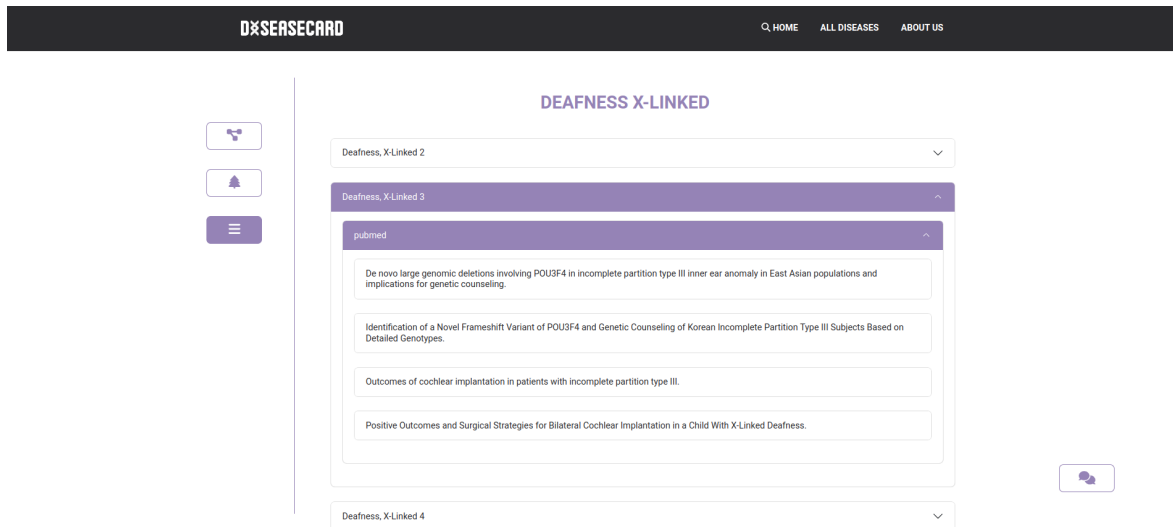 DISEASECARD
HOME
ALL DISEASES
ABOUT US
DEAFNESS X-LINKED
Deafness, X-Linked 2
Deafness, X-Linked 3
pubmed
De novo large genomic deletions involving POU3F4 in incomplete partition type III inner ear anomaly in East Asian populations and
implications for genetic counseling.
Identification of a Novel Frameshift Variant of POU3F4 and Genetic Counseling of Korean Incomplete Partition Type III Subjects Based on
Detailed Genotypes.
Outcomes of cochlear implantation in patients with incomplete partition type III.
Positive Outcomes and Surgical Strategies for Bilateral Cochlear Implantation in a Child With X-Linked Deafness.
Deafness, X-Linked 4